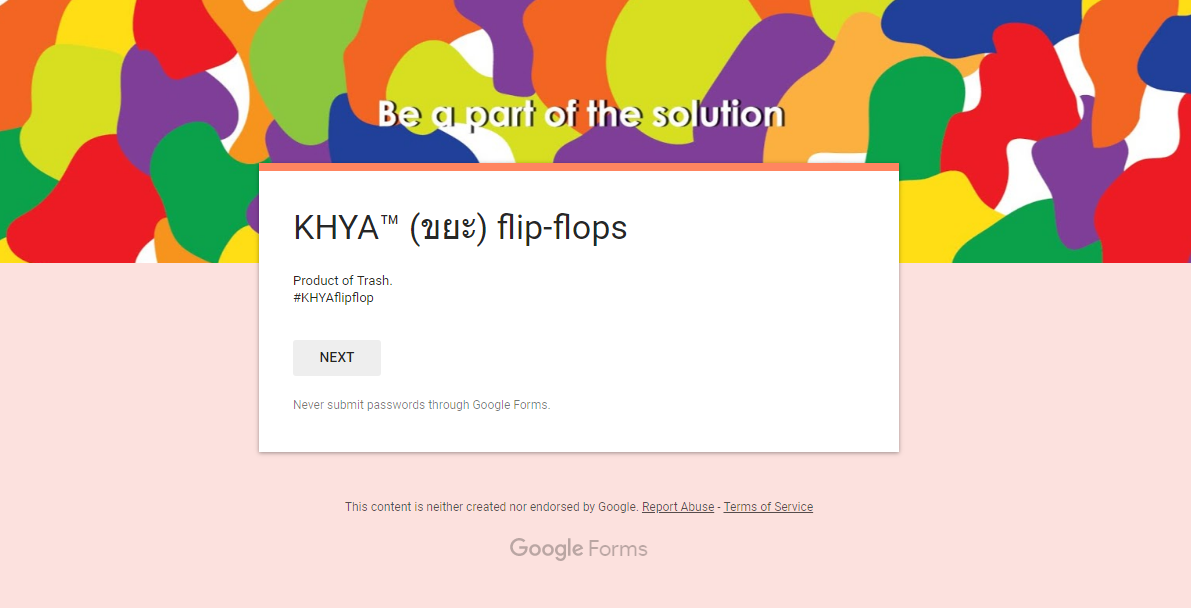 Be a part of the solution
KHYA™ (ขยะ) flip-flops
Product of Trash.
#KHYAflipflop
NEXT
Never submit passwords through Google Forms.
This content is neither created nor endorsed by Google. Report Abuse - Terms of Service
Google Forms